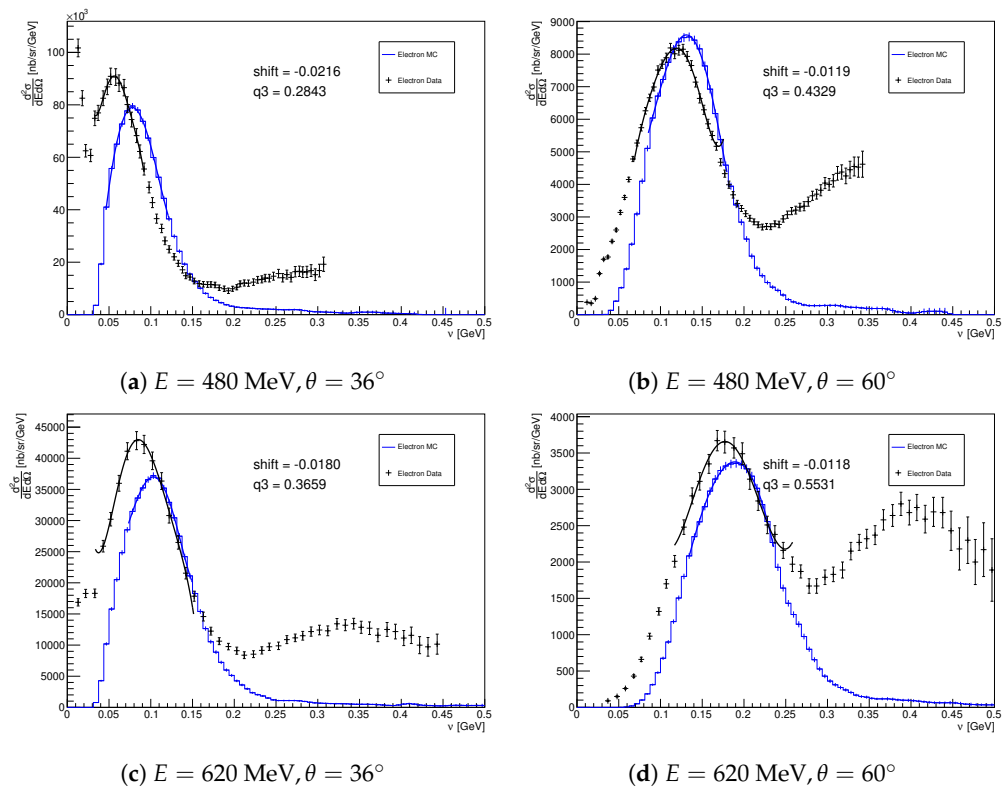 ×10³
d²σ/dEdΩ [nb/sr/GeV]
100
80
60
40
20
0
0 0.05 0.1 0.15 0.2 0.25 0.3 0.35 0.4 0.45 0.5
ν [GeV]
Electron MC
Electron Data
shift = -0.0216
q3 = 0.2843
(a) E = 480 MeV, θ = 36°
d²σ/dEdΩ [nb/sr/GeV]
9000
8000
7000
6000
5000
4000
3000
2000
1000
0
0 0.05 0.1 0.15 0.2 0.25 0.3 0.35 0.4 0.45 0.5
ν [GeV]
Electron MC
Electron Data
shift = -0.0119
q3 = 0.4329
(b) E = 480 MeV, θ = 60°
d²σ/dEdΩ [nb/sr/GeV]
45000
40000
35000
30000
25000
20000
15000
10000
5000
0
0 0.05 0.1 0.15 0.2 0.25 0.3 0.35 0.4 0.45 0.5
ν [GeV]
Electron MC
Electron Data
shift = -0.0180
q3 = 0.3659
(c) E = 620 MeV, θ = 36°
d²σ/dEdΩ [nb/sr/GeV]
4000
3500
3000
2500
2000
1500
1000
500
0
0 0.05 0.1 0.15 0.2 0.25 0.3 0.35 0.4 0.45 0.5
ν [GeV]
Electron MC
Electron Data
shift = -0.0118
q3 = 0.5531
(d) E = 620 MeV, θ = 60°